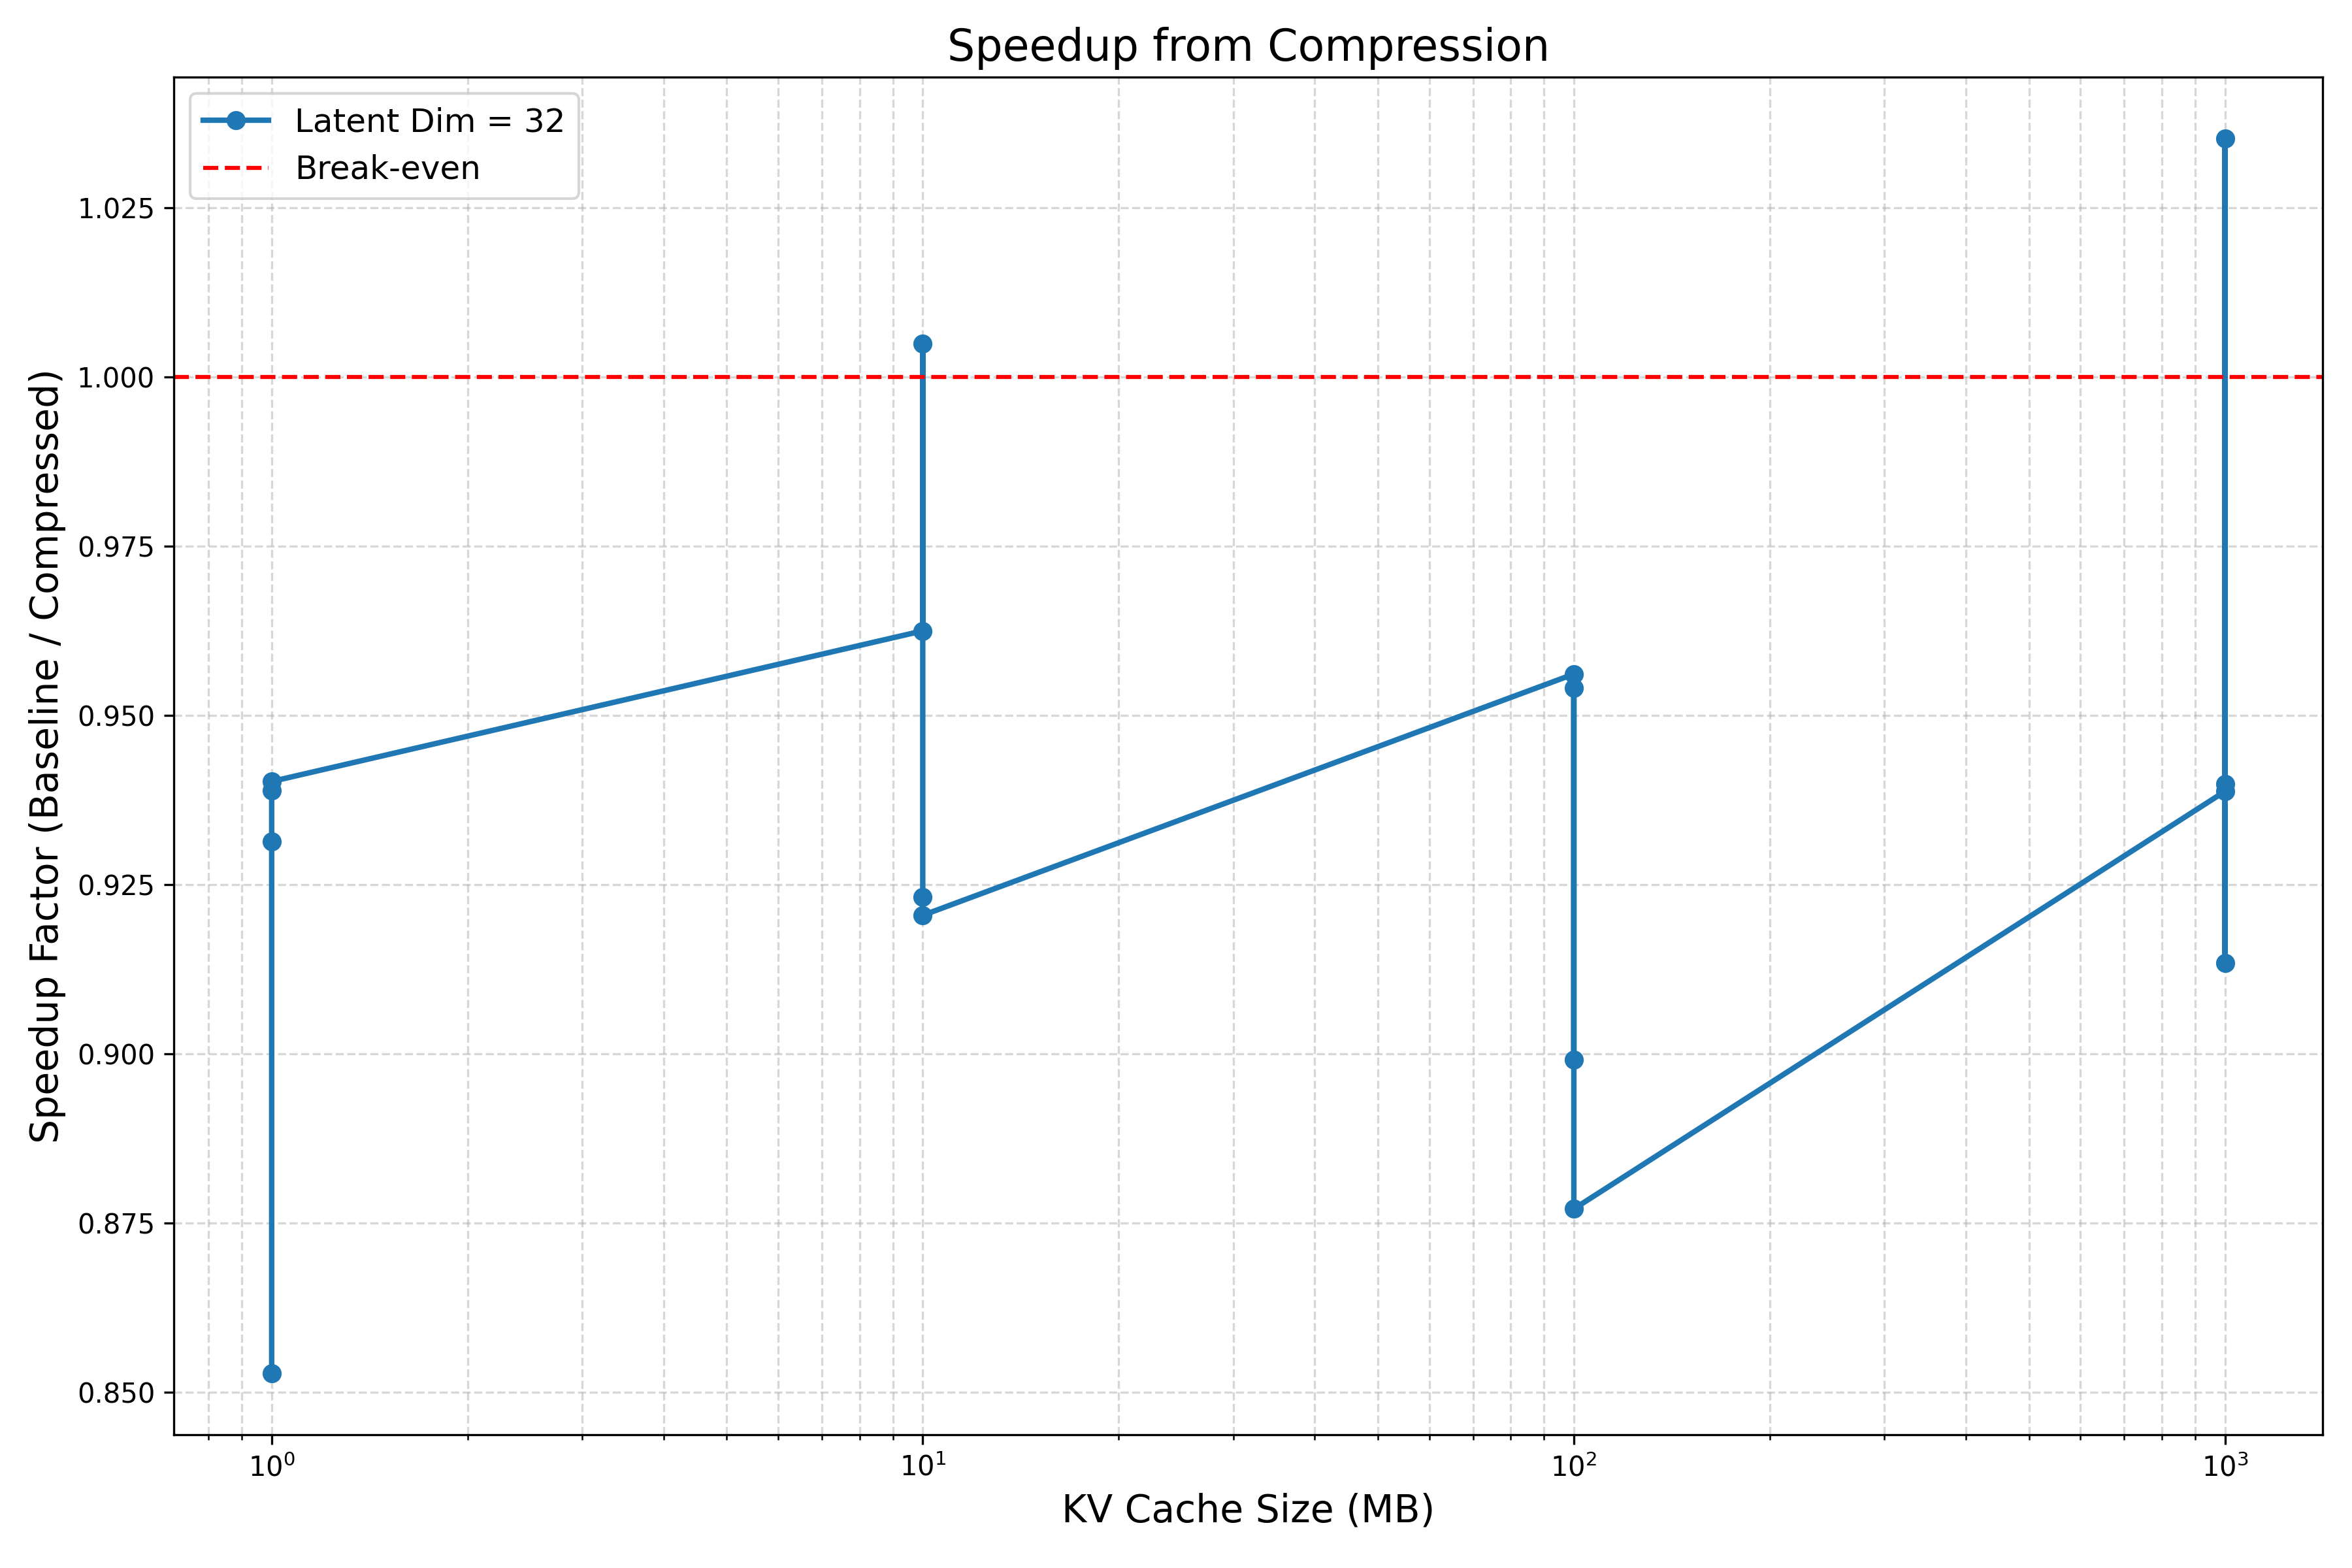 Speedup from Compression
Latent Dim = 32
Break-even
Speedup Factor (Baseline / Compressed)
1.025
1.000
0.975
0.950
0.925
0.900
0.875
0.850
10⁰
10¹
10²
10³
KV Cache Size (MB)